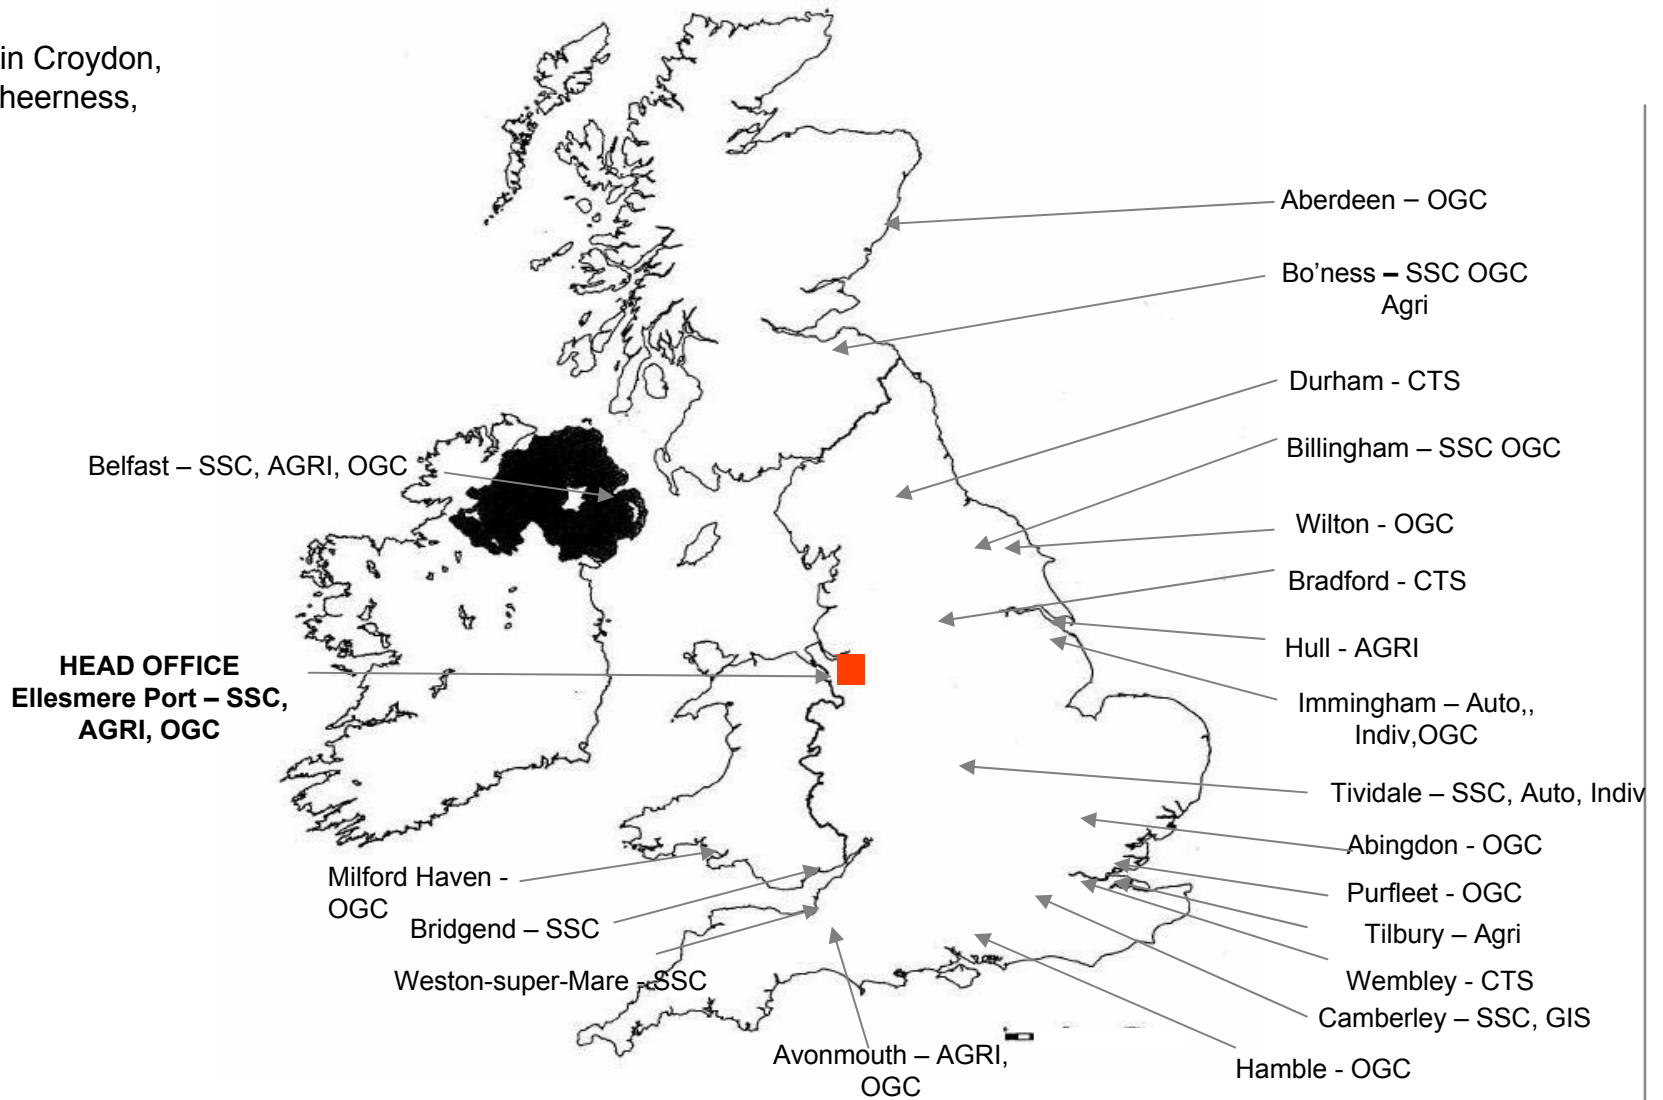 in Croydon,
heerness,
Aberdeen – OGC
Bo’ness – SSC OGC
Agri
Durham - CTS
Billingham – SSC OGC
Belfast – SSC, AGRI, OGC
Wilton - OGC
Bradford - CTS
Hull - AGRI
HEAD OFFICE
Ellesmere Port – SSC,
AGRI, OGC
Immingham – Auto,,
Indiv,OGC
Tividale – SSC, Auto, Indiv
Abingdon - OGC
Milford Haven -
OGC
Purfleet - OGC
Bridgend – SSC
Tilbury – Agri
Weston-super-Mare - SSC
Wembley - CTS
Camberley – SSC, GIS
Avonmouth – AGRI,
OGC
Hamble - OGC